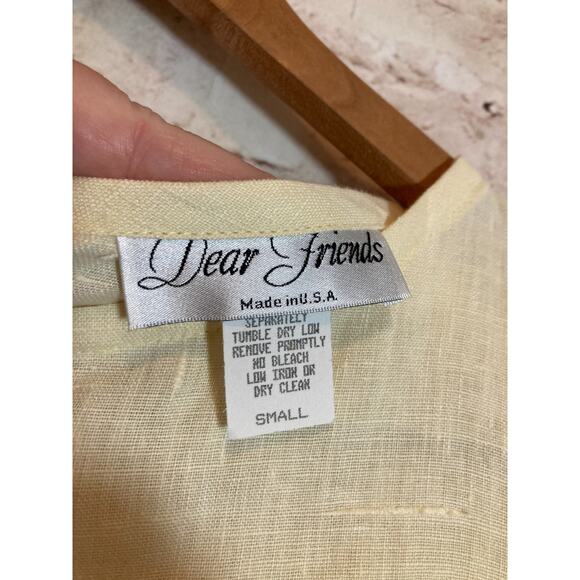 Dear Friends
Made in U.S.A.
SEPARATELY
TUMBLE DRY LOW
REMOVE PROMPTLY
NO BLEACH
LOW IRON OR
DRY CLEAN
SMALL